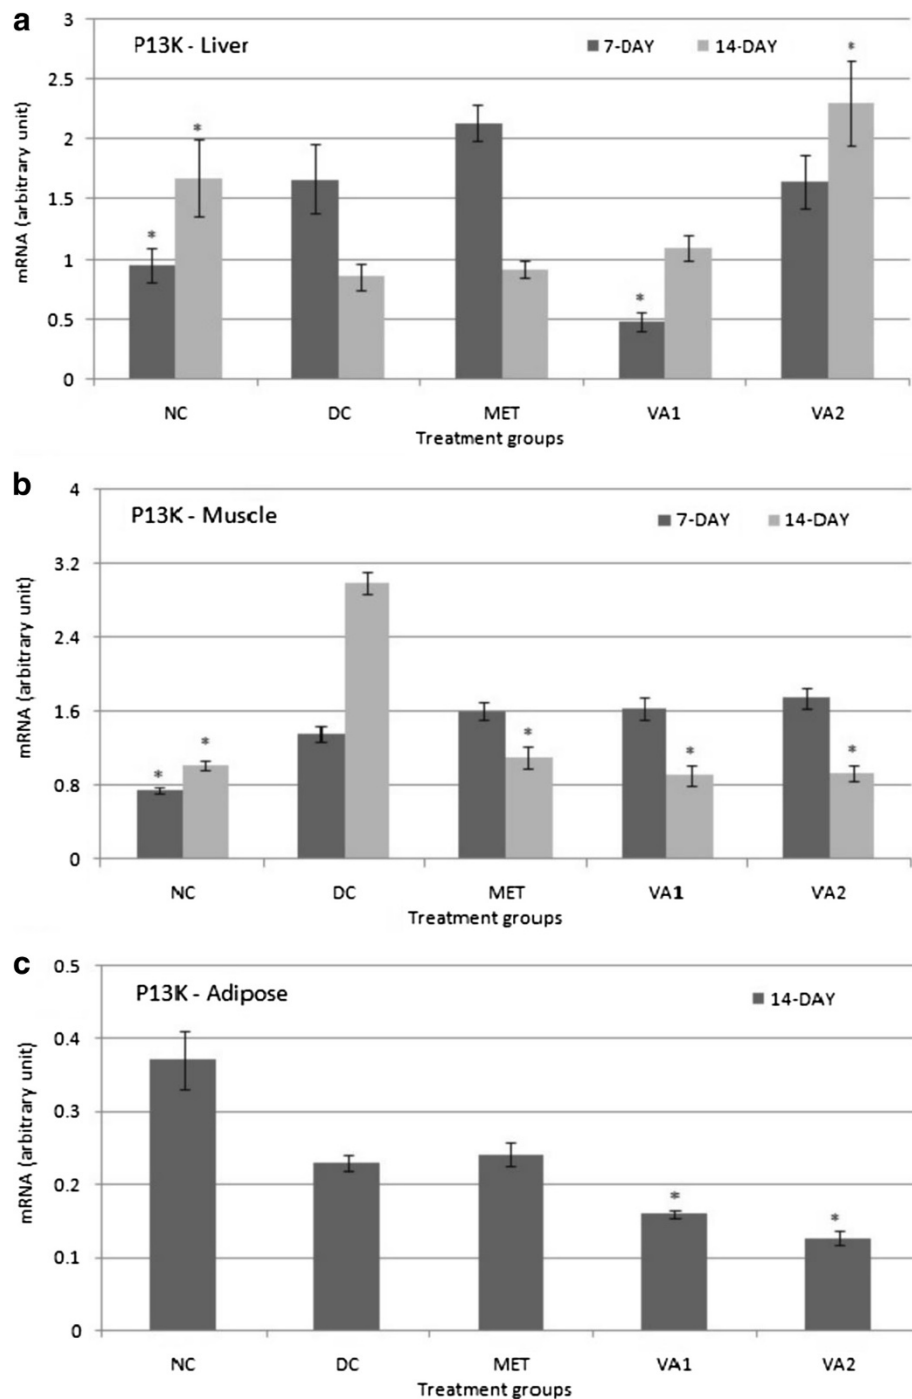 a
P13K - Liver
7-DAY 14-DAY
mRNA (arbitrary unit)
3
2.5
2
1.5
1
0.5
0
* * * *
NC DC MET VA1 VA2
Treatment groups
b
P13K - Muscle
7-DAY 14-DAY
mRNA (arbitrary unit)
4
3.2
2.4
1.6
0.8
0
* * * * *
NC DC MET VA1 VA2
Treatment groups
c
P13K - Adipose
14-DAY
mRNA (arbitrary unit)
0.5
0.4
0.3
0.2
0.1
0
* *
NC DC MET VA1 VA2
Treatment groups